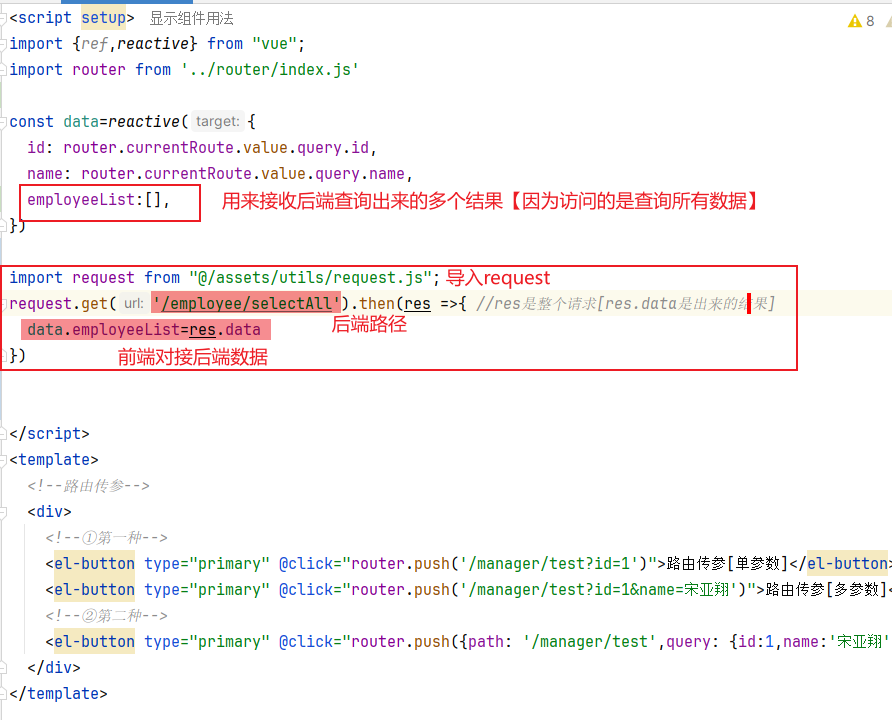 <script setup> 显示组件用法
8
import {ref,reactive} from "vue";
import router from '../router/index.js'
const data=reactive( target: {
id: router.currentRoute.value.query.id,
name: router.currentRoute.value.query.name,
employeeList:[], 用来接收后端查询出来的多个结果【因为访问的是查询所有数据】
})
import request from "@/assets/utils/request.js"; 导入request
request.get( url: '/employee/selectAll').then(res =>{ //res是整个请求[res.data是出来的结果]
后端路径
data.employeeList=res.data
}) 前端对接后端数据
</script>
<template>
<!--路由传参-->
<div>
<!--①第一种-->
<el-button type="primary" @click="router.push('/manager/test?id=1')">路由传参[单参数]</el-button>
<el-button type="primary" @click="router.push('/manager/test?id=1&name=宋亚翔')">路由传参[多参数]<
<!--②第二种-->
<el-button type="primary" @click="router.push({path: '/manager/test',query: {id:1,name:'宋亚翔'
</div>
</template>